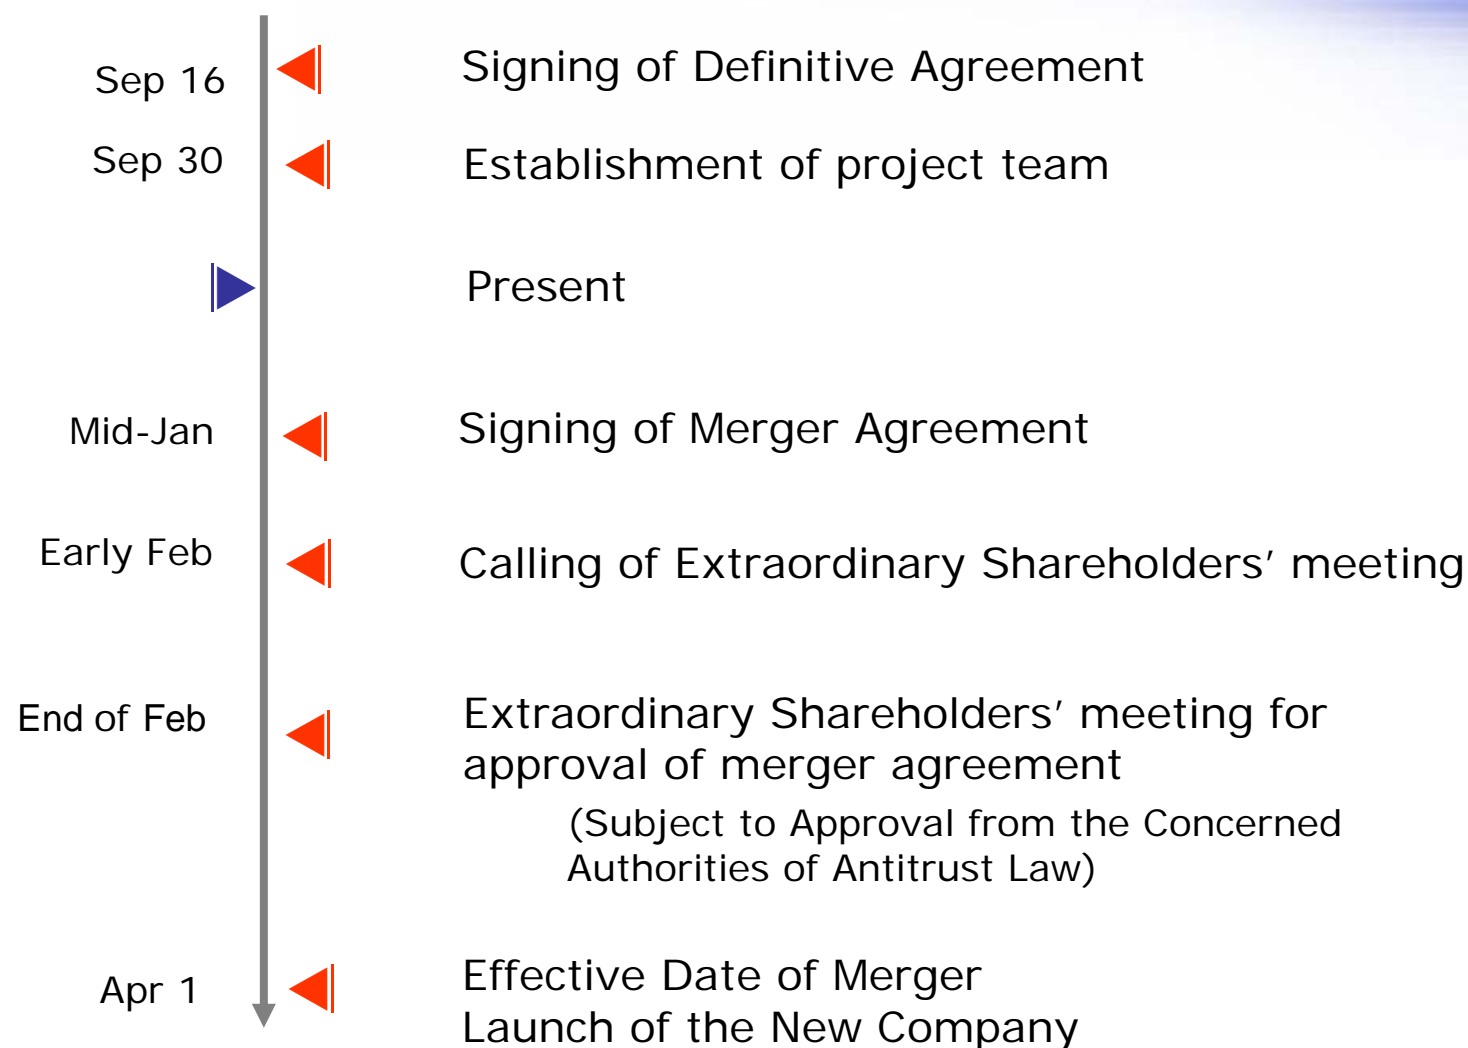 Sep 16 Signing of Definitive Agreement
Sep 30 Establishment of project team
Present
Mid-Jan Signing of Merger Agreement
Early Feb Calling of Extraordinary Shareholders’ meeting
End of Feb Extraordinary Shareholders’ meeting for
approval of merger agreement
(Subject to Approval from the Concerned
Authorities of Antitrust Law)
Apr 1 Effective Date of Merger
Launch of the New Company